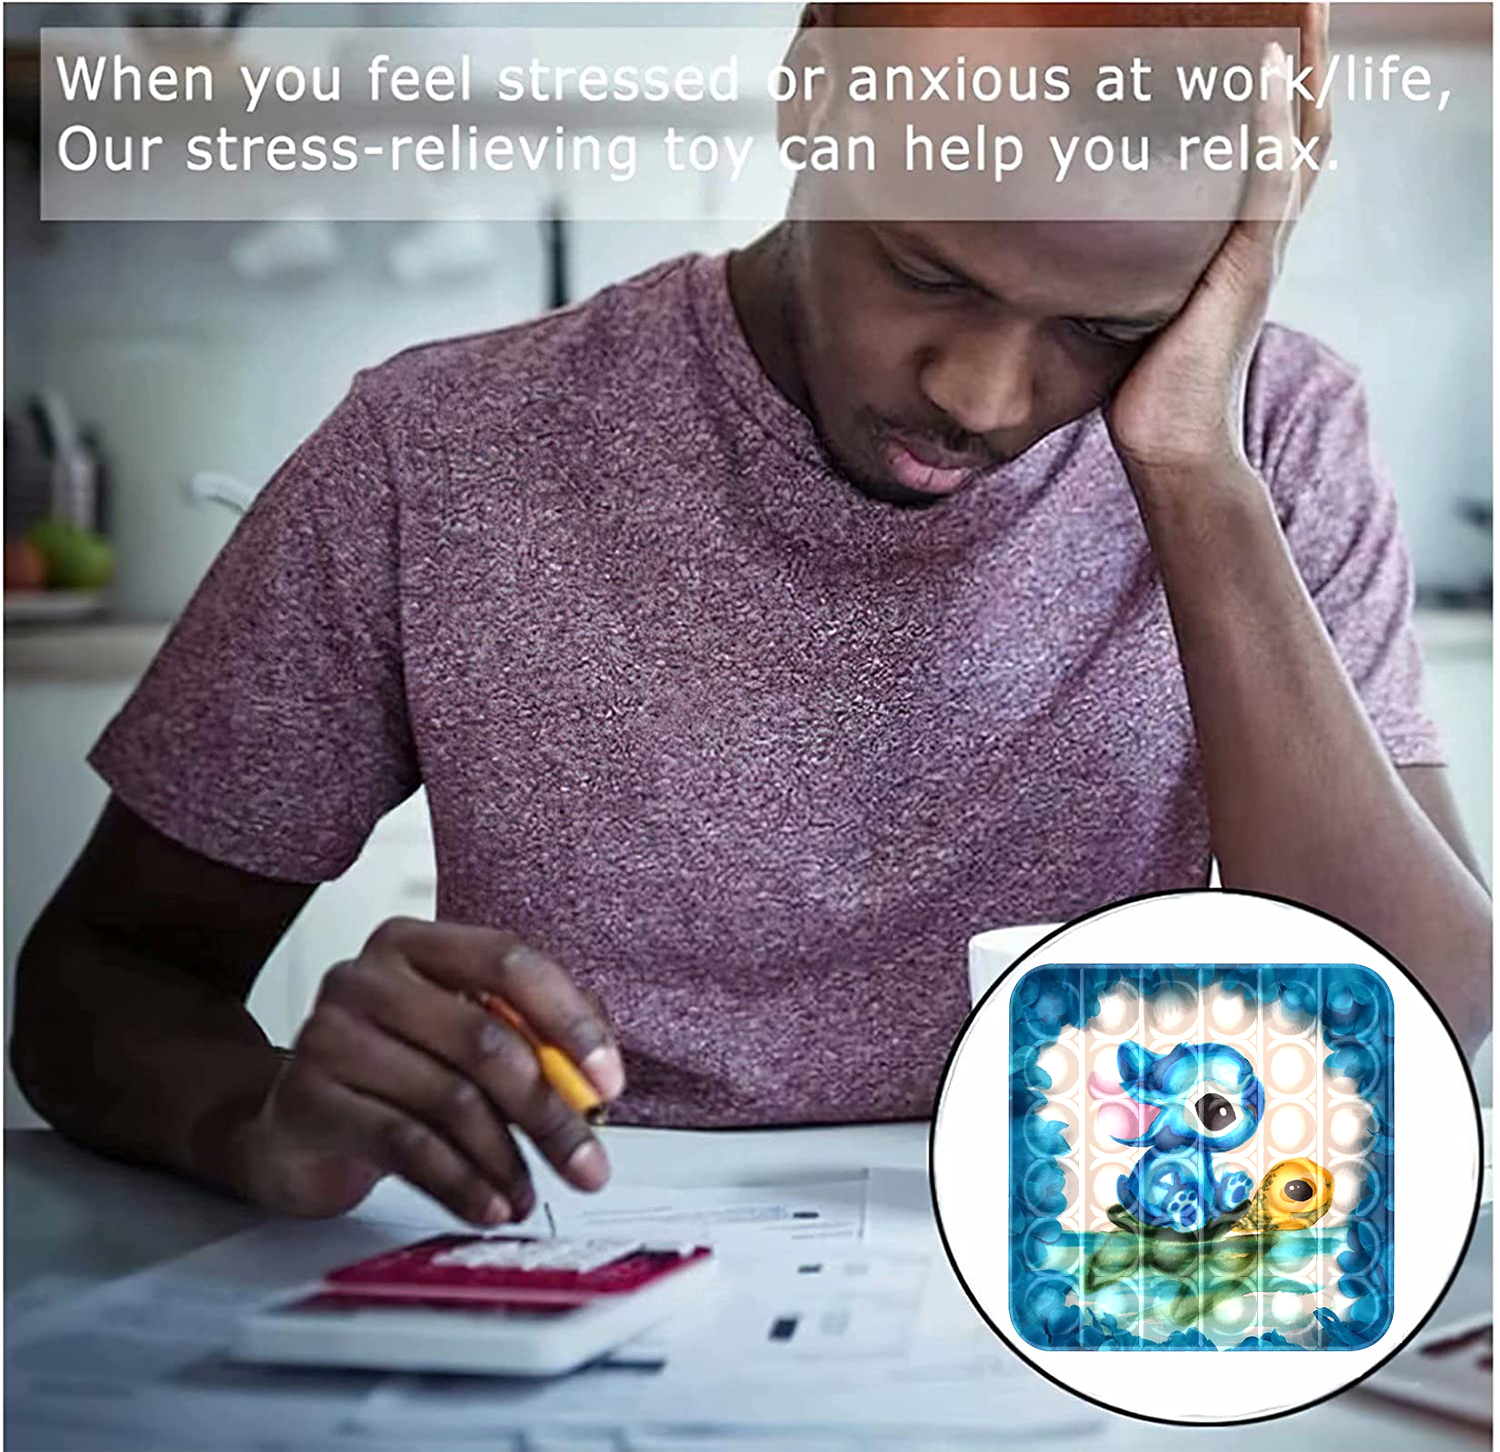 When you feel stressed or anxious at work/life,
Our stress-relieving toy can help you relax.